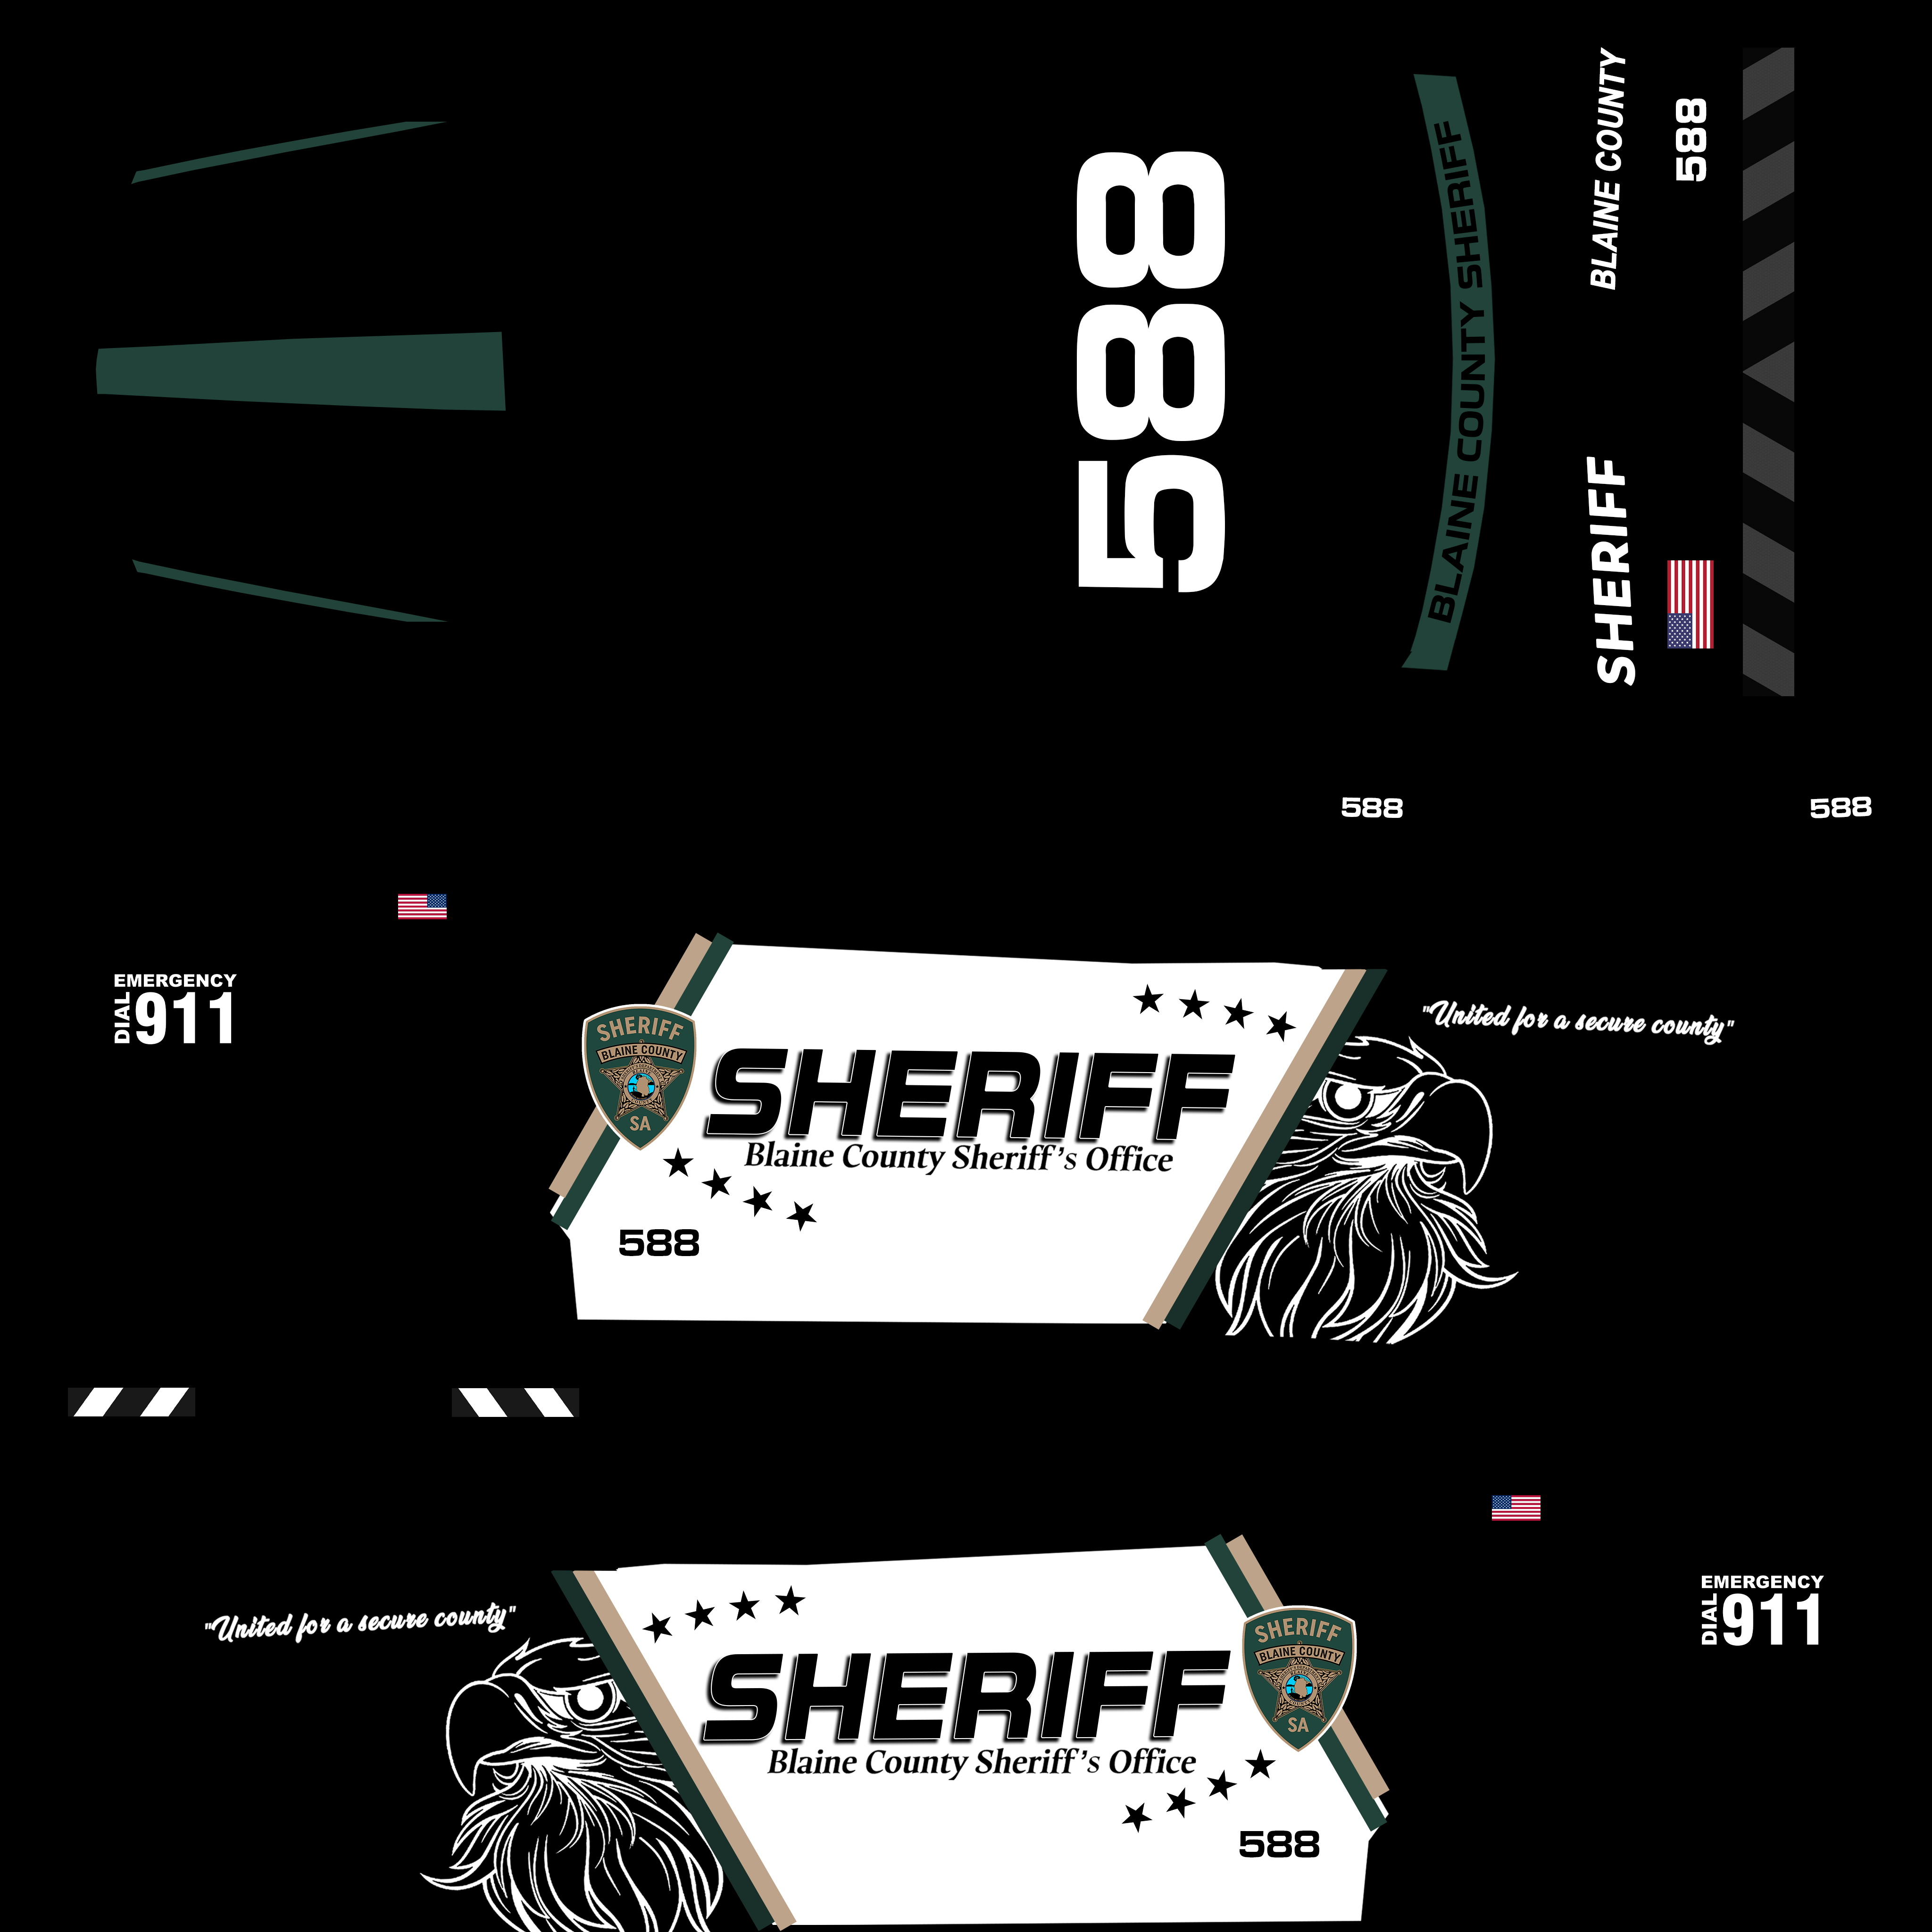 588
BLAINE COUNTY SHERIFF
BLAINE COUNTY
SHERIFF
588
588
588
EMERGENCY
DIAL 911
SHERIFF
BLAINE COUNTY
SA
SHERIFF
Blaine County Sheriff's Office
588
"United for a secure county"
"United for a secure county"
SHERIFF
Blaine County Sheriff's Office
SHERIFF
BLAINE COUNTY
SA
588
EMERGENCY
DIAL 911